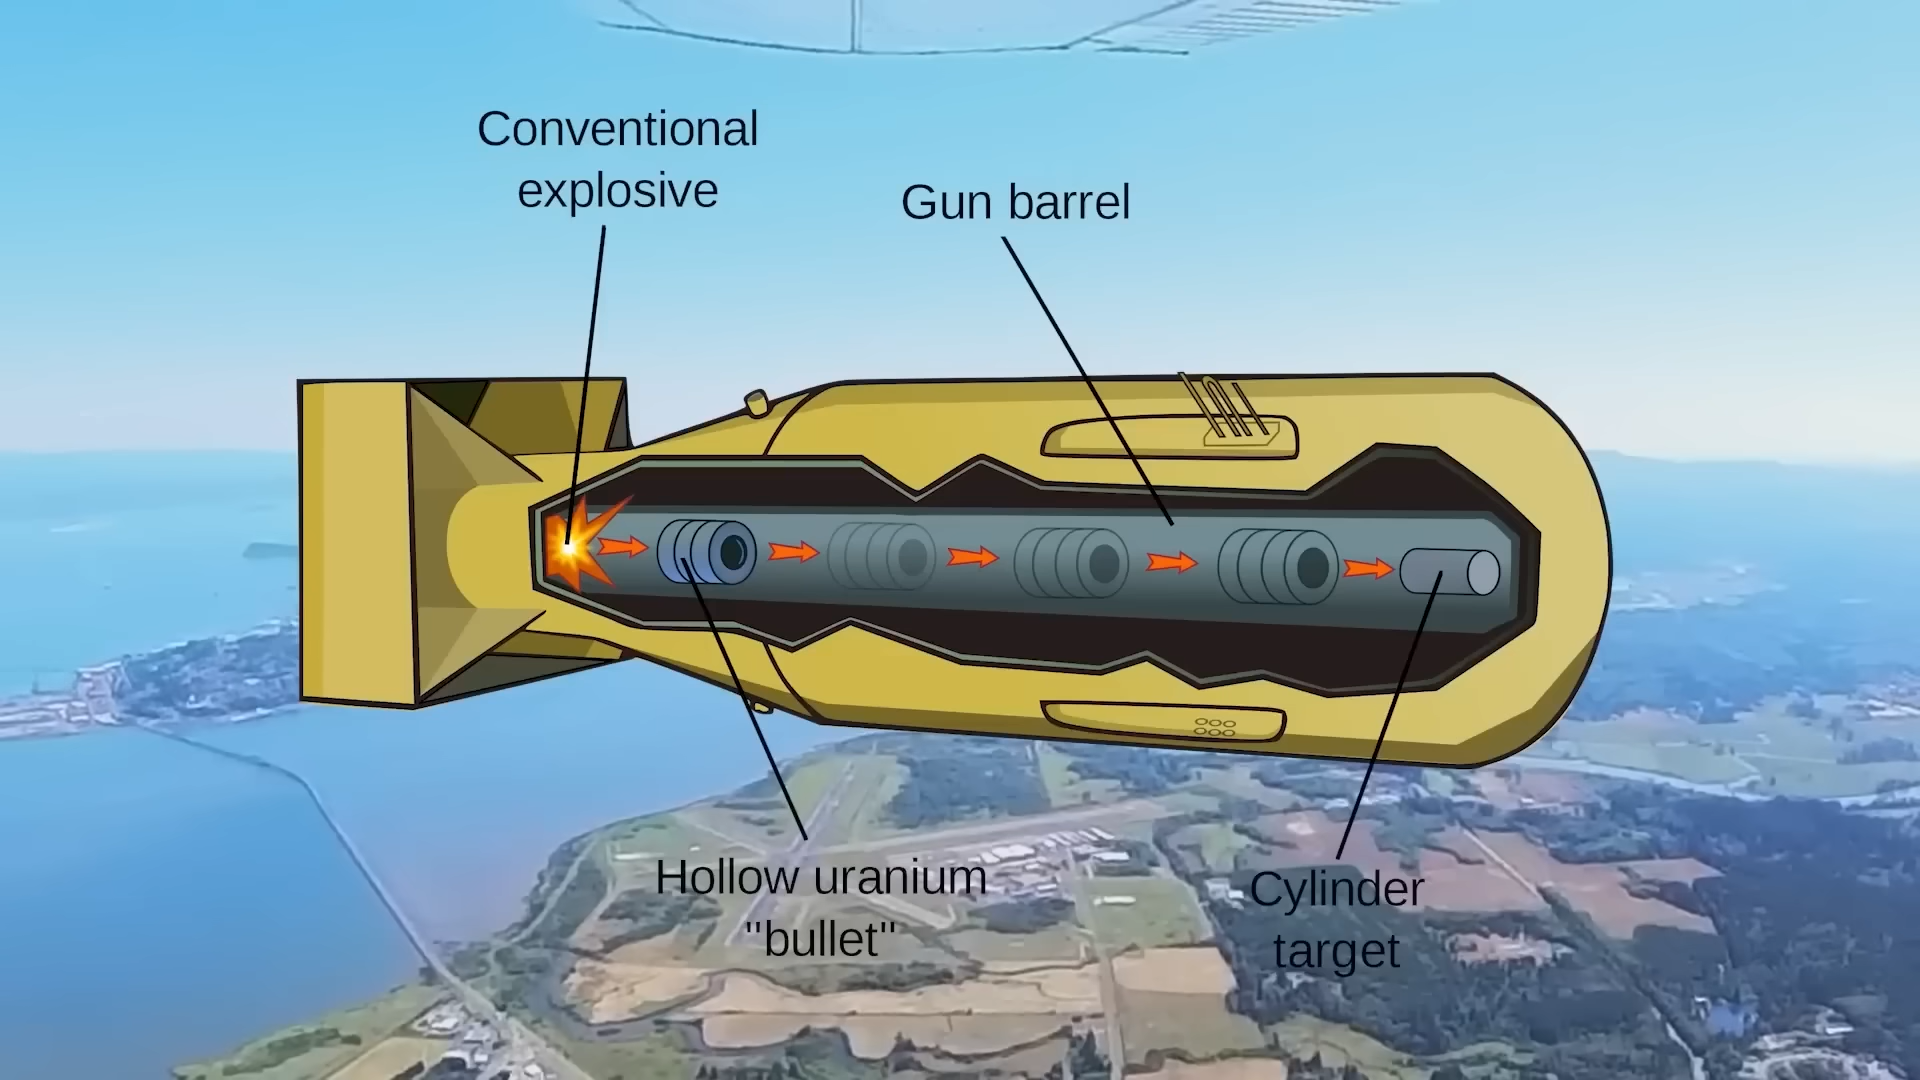 Conventional
explosive
Gun barrel
Hollow uranium
"bullet"
Cylinder
target